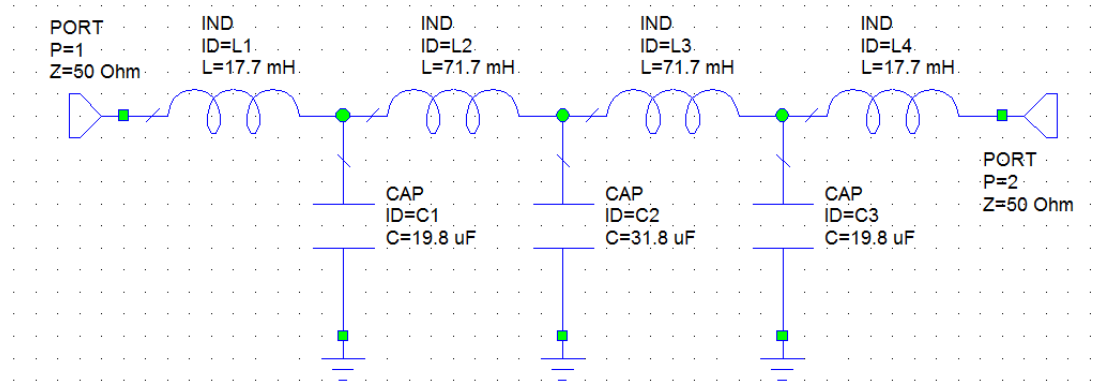 PORT
P=1
Z=50 Ohm
IND
ID=L1
L=17.7 mH
IND
ID=L2
L=71.7 mH
IND
ID=L3
L=71.7 mH
IND
ID=L4
L=17.7 mH
CAP
ID=C1
C=19.8 uF
CAP
ID=C2
C=31.8 uF
CAP
ID=C3
C=19.8 uF
PORT
P=2
Z=50 Ohm